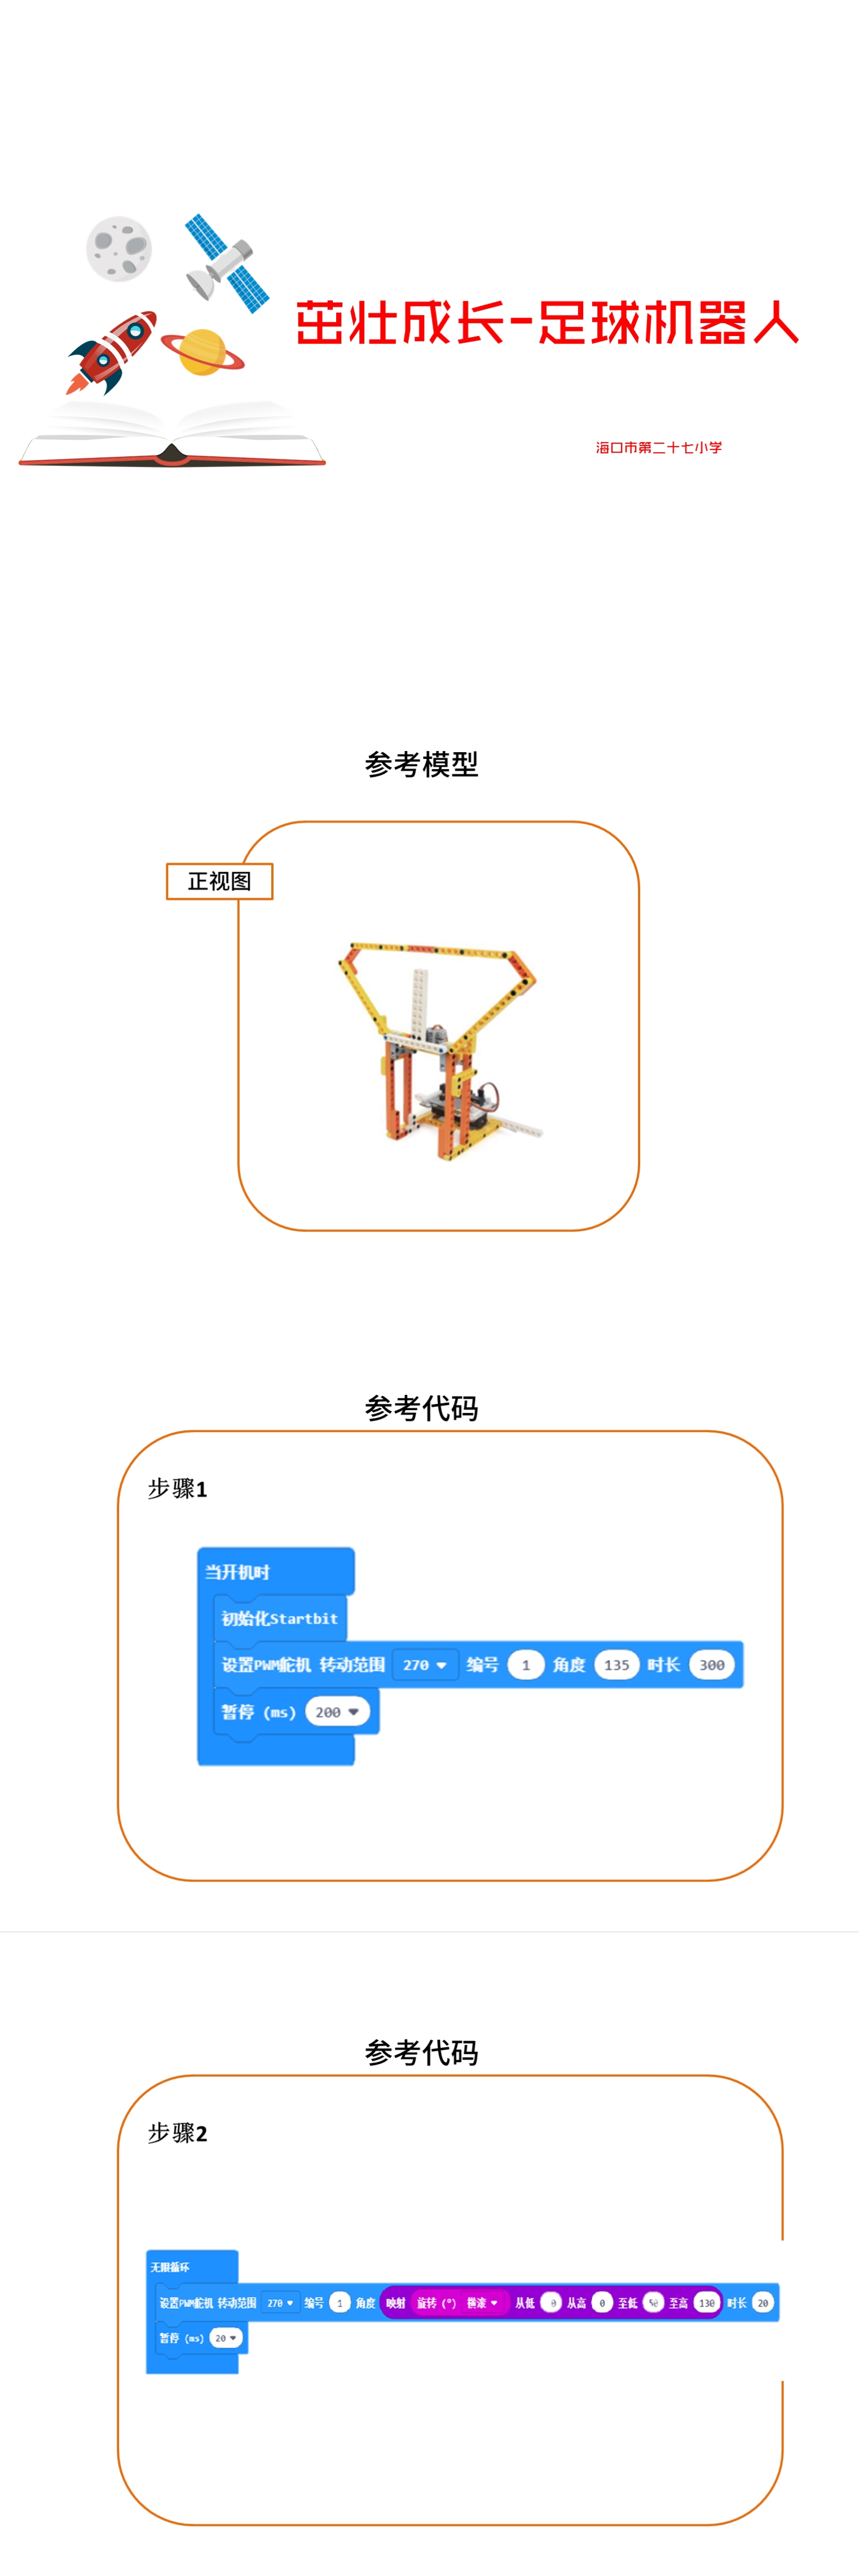 茁壮成长-足球机器人
海口市第二十七小学
参考模型
正视图
参考代码
步骤1
当开机时
初始化Startbit
设置PWM舵机 转动范围 270 编号 1 角度 135 时长 300
暂停 (ms) 200
参考代码
步骤2
无限循环
设置PWM舵机 转动范围 270 编号 1 角度 映射 旋转 (°) 横滚 从低 0 从高 0 至低 50 至高 130 时长 20
暂停 (ms) 20